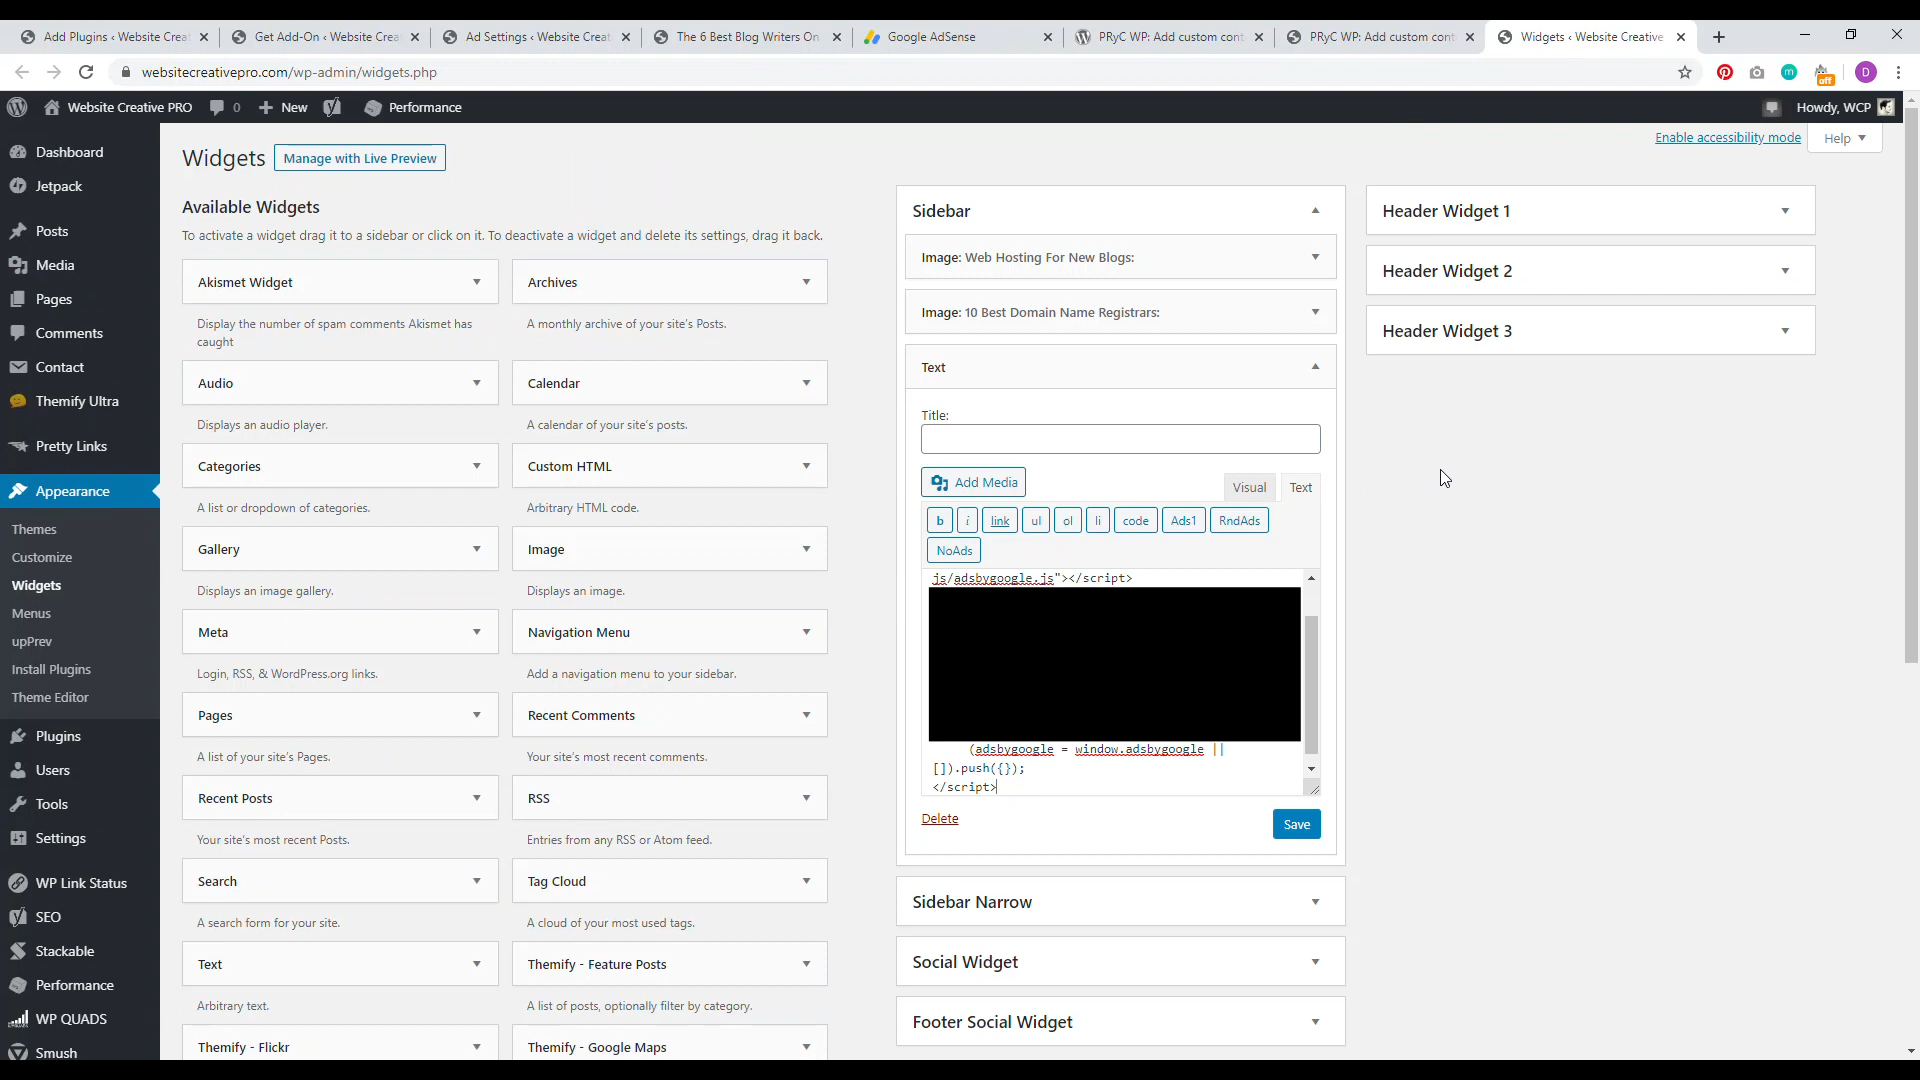 Add Plugins ‹ Website Crea
Get Add-On ‹ Website Crea
Ad Settings ‹ Website Creat
The 6 Best Blog Writers On
Google AdSense
PRyC WP: Add custom cont
PRyC WP: Add custom cont
Widgets ‹ Website Creative
websitecreativepro.com/wp-admin/widgets.php
off
D
Website Creative PRO
0
New
Performance
Howdy, WCP
Dashboard
Jetpack
Posts
Media
Pages
Comments
Contact
Themify Ultra
Pretty Links
Appearance
Themes
Customize
Widgets
Menus
upPrev
Install Plugins
Theme Editor
Plugins
Users
Tools
Settings
WP Link Status
SEO
Stackable
Performance
WP QUADS
Smush
Enable accessibility mode
Help
Widgets
Manage with Live Preview
Available Widgets
To activate a widget drag it to a sidebar or click on it. To deactivate a widget and delete its settings, drag it back.
Akismet Widget
Archives
Display the number of spam comments Akismet has
caught
A monthly archive of your site's Posts.
Audio
Calendar
Displays an audio player.
A calendar of your site's posts.
Categories
Custom HTML
A list or dropdown of categories.
Arbitrary HTML code.
Gallery
Image
Displays an image gallery.
Displays an image.
Meta
Navigation Menu
Login, RSS, & WordPress.org links.
Add a navigation menu to your sidebar.
Pages
Recent Comments
A list of your site's Pages.
Your site's most recent comments.
Recent Posts
RSS
Your site's most recent Posts.
Entries from any RSS or Atom feed.
Search
Tag Cloud
A search form for your site.
A cloud of your most used tags.
Text
Themify - Feature Posts
Arbitrary text.
A list of posts, optionally filter by category.
Themify - Flickr
Themify - Google Maps
Sidebar
Image: Web Hosting For New Blogs:
Image: 10 Best Domain Name Registrars:
Text
Title:
Add Media
Visual
Text
b
i
link
ul
ol
li
code
Ads1
RndAds
NoAds
js/adsbygoogle.js"></script>
(adsbygoogle = window.adsbygoogle ||
[]).push({});
</script>
Delete
Save
Sidebar Narrow
Social Widget
Footer Social Widget
Header Widget 1
Header Widget 2
Header Widget 3